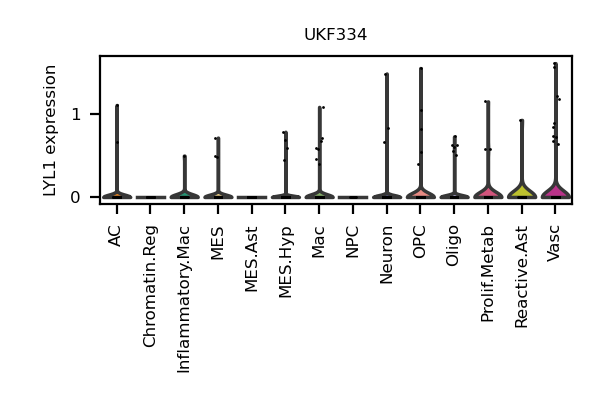 UKF334
LYL1 expression
1
0
AC
Chromatin.Reg
Inflammatory.Mac
MES
MES.Ast
MES.Hyp
Mac
NPC
Neuron
OPC
Oligo
Prolif.Metab
Reactive.Ast
Vasc